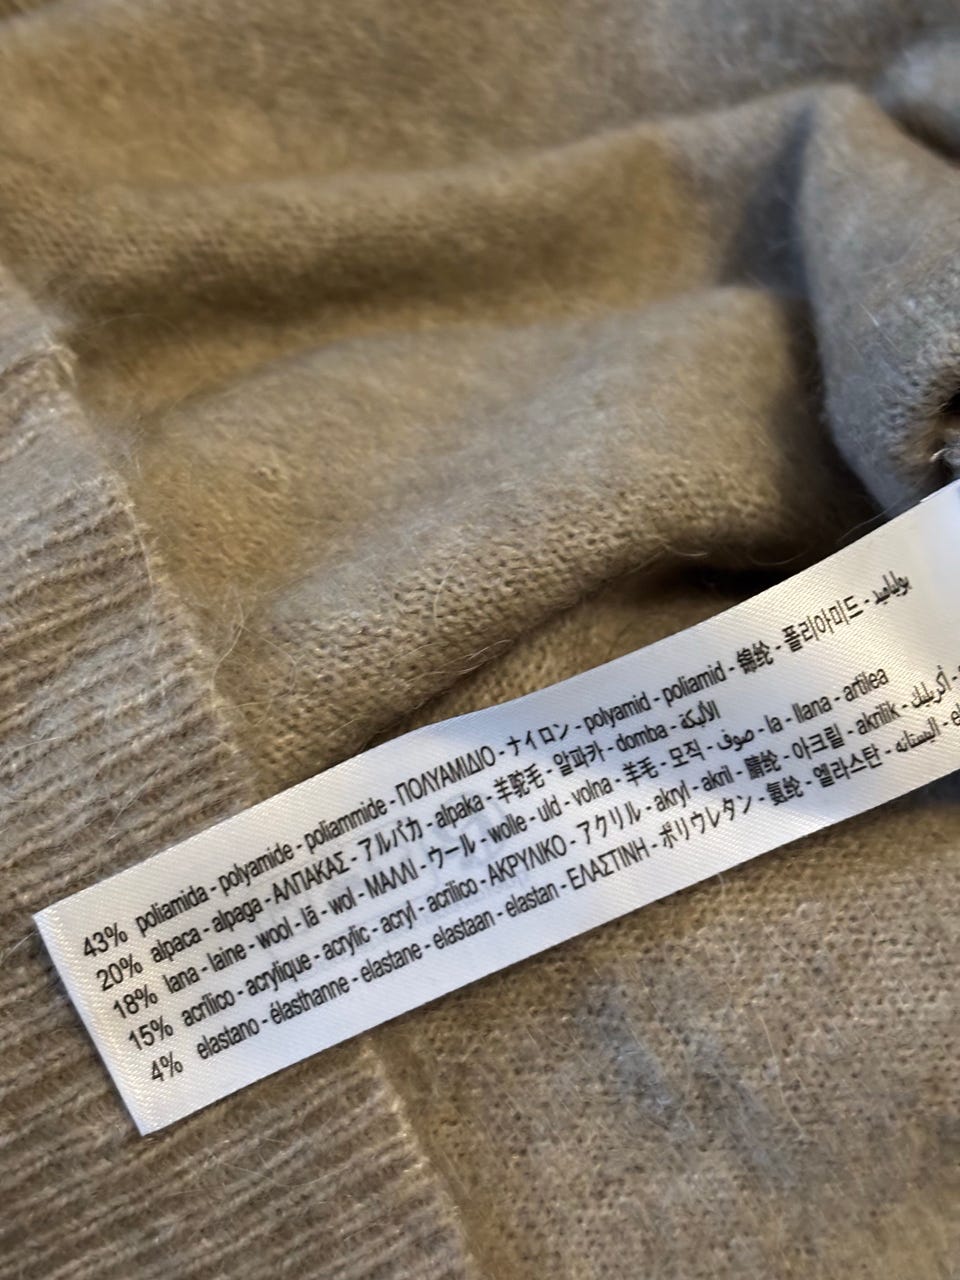 43% poliamida - polyamide - poliammide - ΠΟΛΥΑΜΙΔΙΟ - ナイロン - polyamid - poliamid - 锦纶 - 폴리아미드 - بولياميد
20% alpaca - alpaga - ΑΛΠΑΚΑΣ - アルパカ - alpaka - 羊驼毛 - 알파카 - domba - الألبكة
18% lana - laine - wool - lã - wol - ΜΑΛΛΙ - ウール - wolle - uld - volna - 羊毛 - 모직 - صوف - la - llana - artilea
15% acrílico - acrylique - acrylic - acryl - acrilico - ΑΚΡΥΛΙΚΟ - アクリル - akryl - akril - 腈纶 - 아크릴 - akrilik - أكريليك -
4% elastano - élasthanne - elastane - elastaan - elastan - ΕΛΑΣΤΙΝΗ - ポリウレタン - 氨纶 - 엘라스탄 - اليستانه -